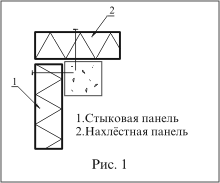 2
1
1.Стыковая панель
2.Нахлёстная панель
Рис. 1